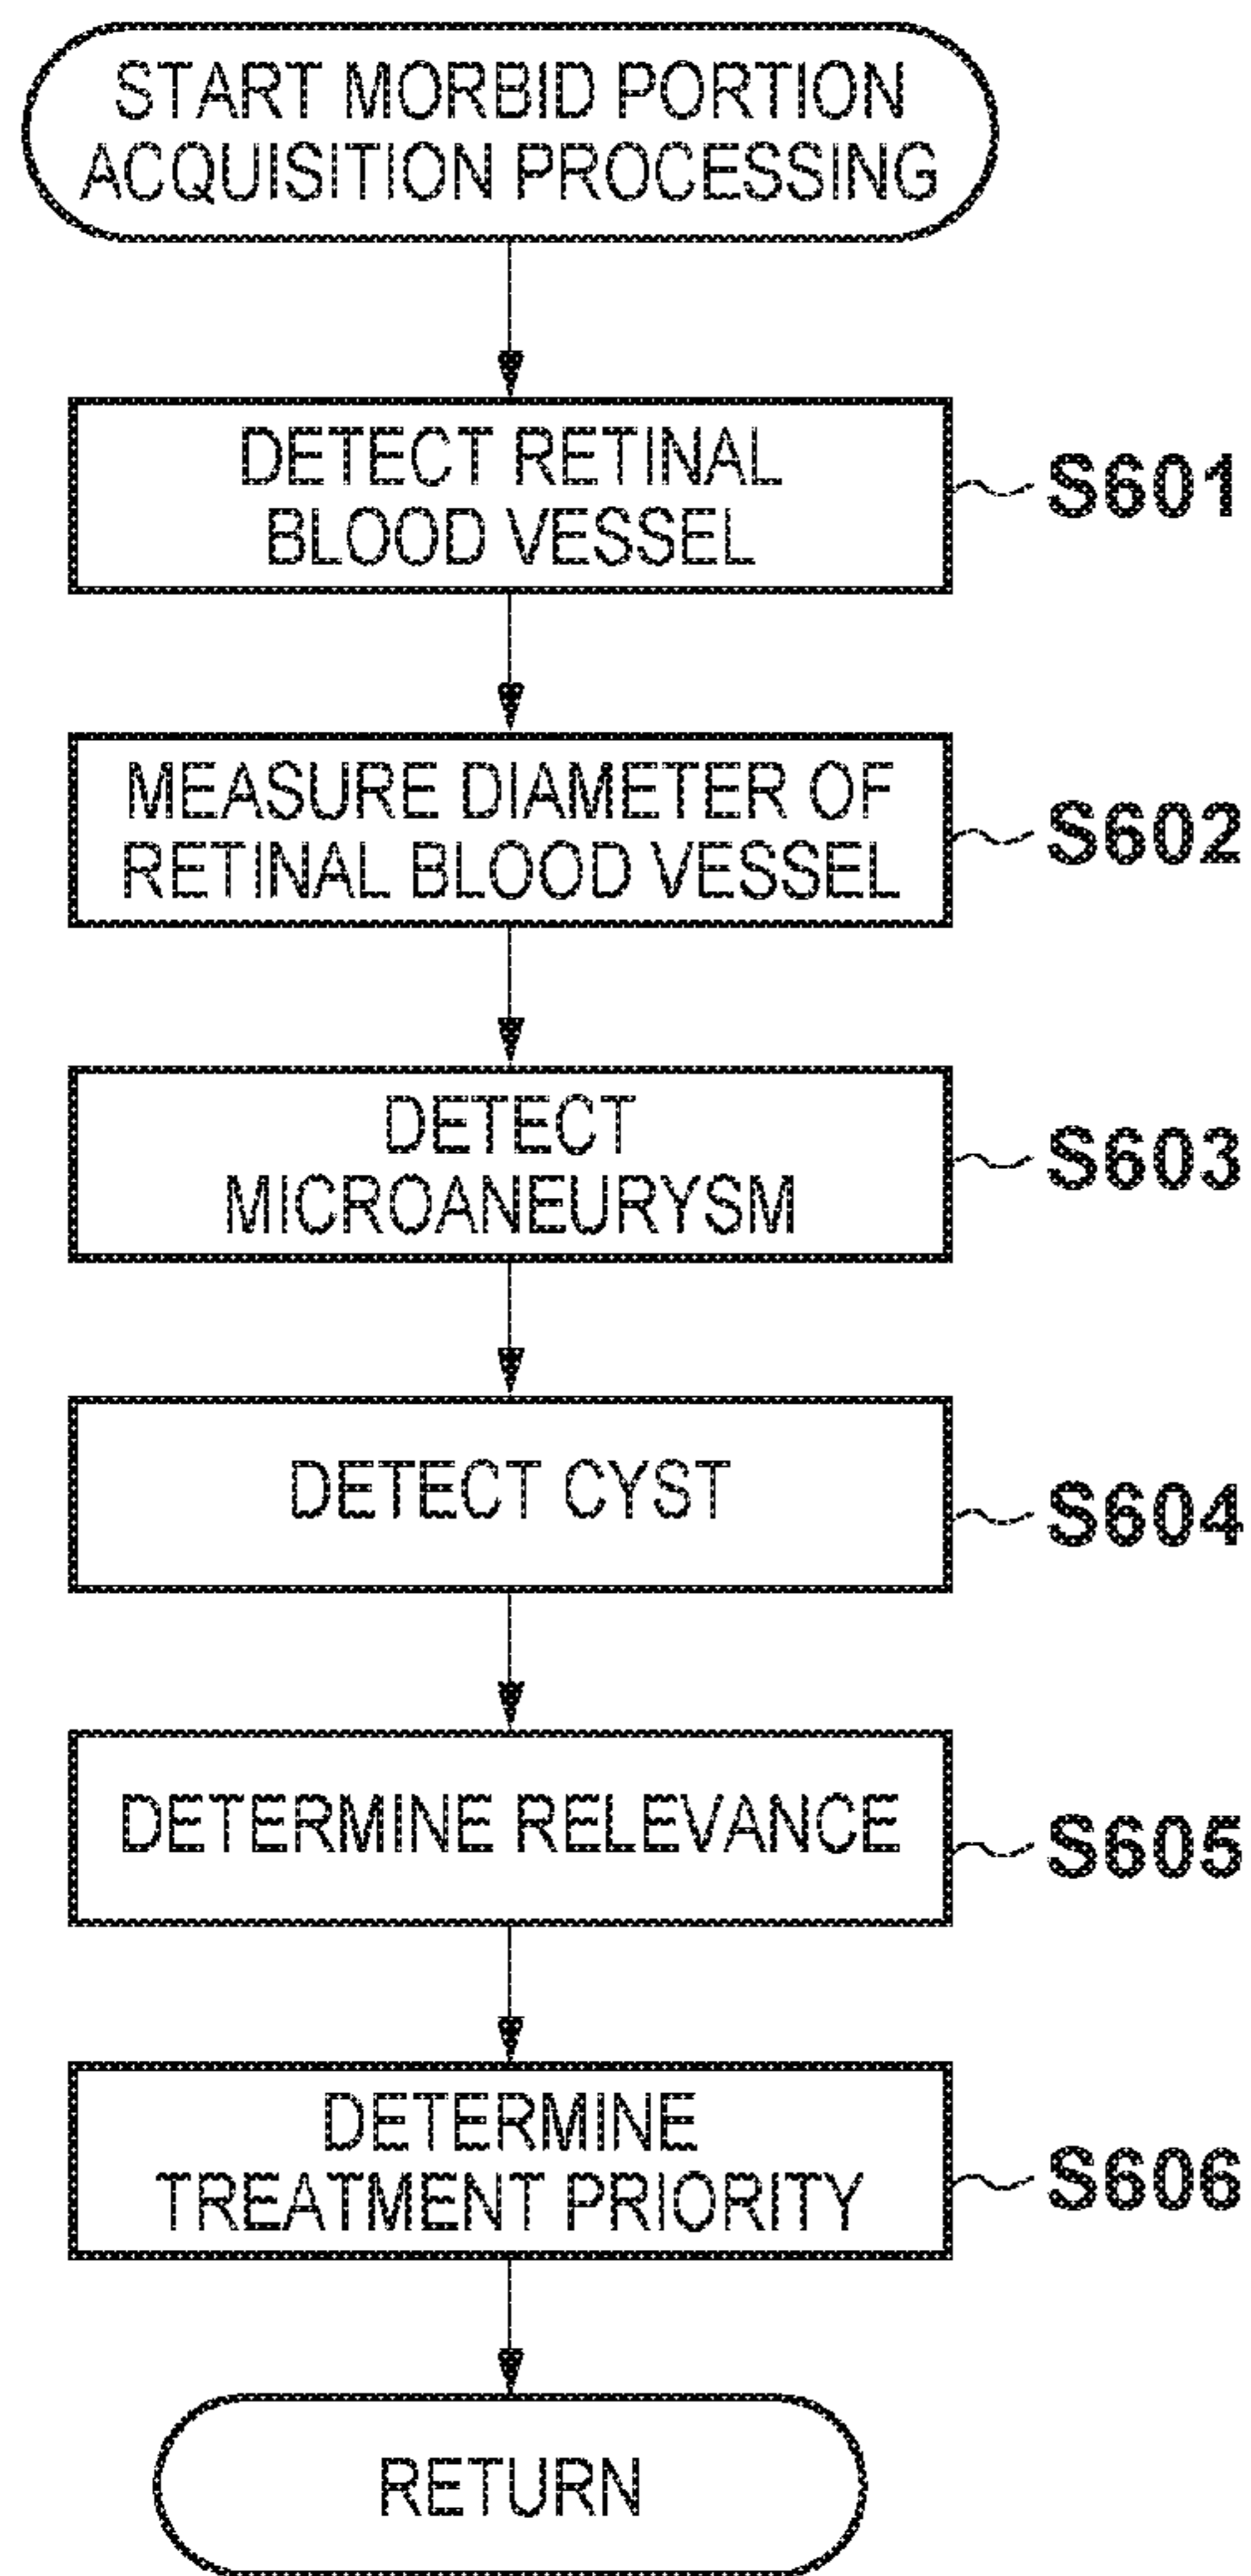 START MORBID PORTION
ACQUISITION PROCESSING
DETECT RETINAL
BLOOD VESSEL
S601
MEASURE DIAMETER OF
RETINAL BLOOD VESSEL
S602
DETECT
MICROANEURYSM
S603
DETECT CYST
S604
DETERMINE RELEVANCE
S605
DETERMINE
TREATMENT PRIORITY
S606
RETURN